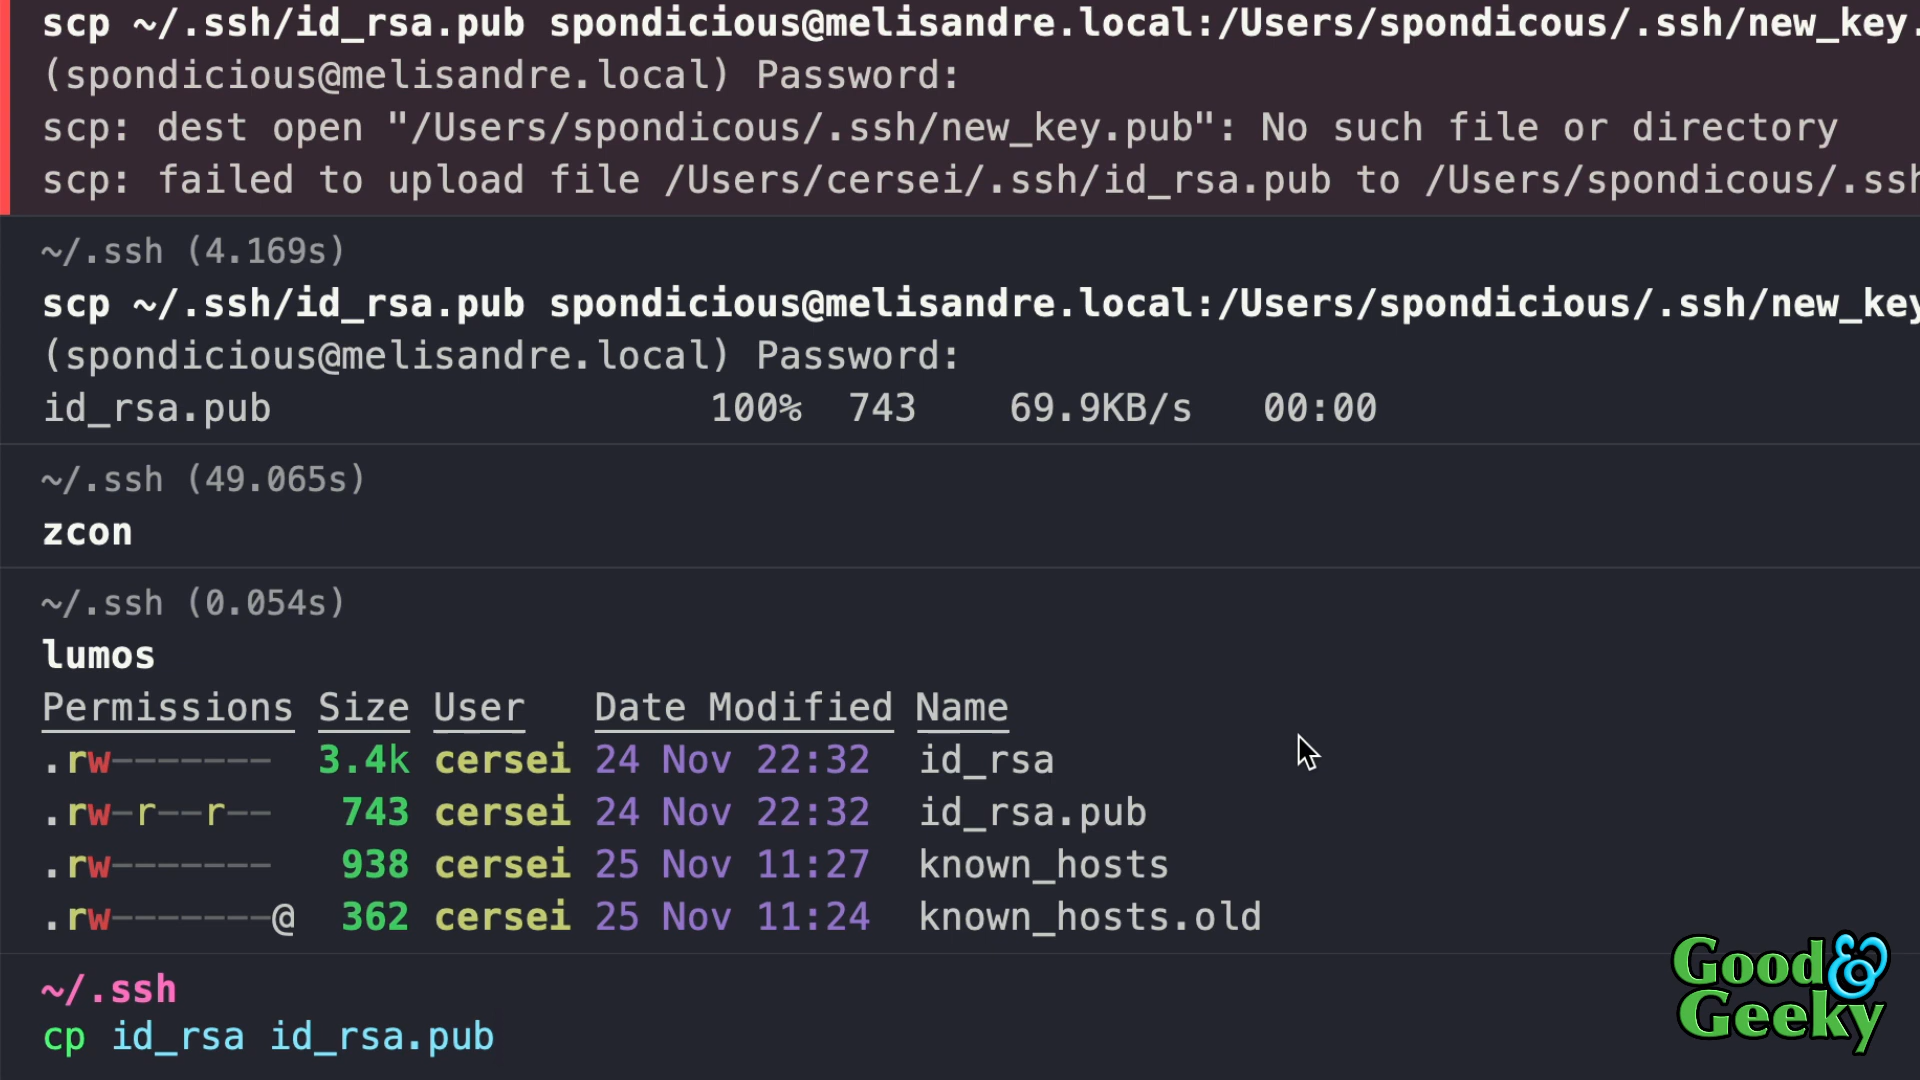 scp ~/.ssh/id_rsa.pub spondicious@melisandre.local:/Users/spondicous/.ssh/new_key.
(spondicious@melisandre.local) Password:
scp: dest open "/Users/spondicous/.ssh/new_key.pub": No such file or directory
scp: failed to upload file /Users/cersei/.ssh/id_rsa.pub to /Users/spondicous/.ssh
~/.ssh (4.169s)
scp ~/.ssh/id_rsa.pub spondicious@melisandre.local:/Users/spondicious/.ssh/new_key
(spondicious@melisandre.local) Password:
id_rsa.pub 100% 743 69.9KB/s 00:00
~/.ssh (49.065s)
zcon
~/.ssh (0.054s)
lumos
Permissions Size User Date Modified Name
.rw------- 3.4k cersei 24 Nov 22:32 id_rsa
.rw-r--r-- 743 cersei 24 Nov 22:32 id_rsa.pub
.rw------- 938 cersei 25 Nov 11:27 known_hosts
.rw-------@ 362 cersei 25 Nov 11:24 known_hosts.old
~/.ssh
cp id_rsa id_rsa.pub
Good &
Geeky